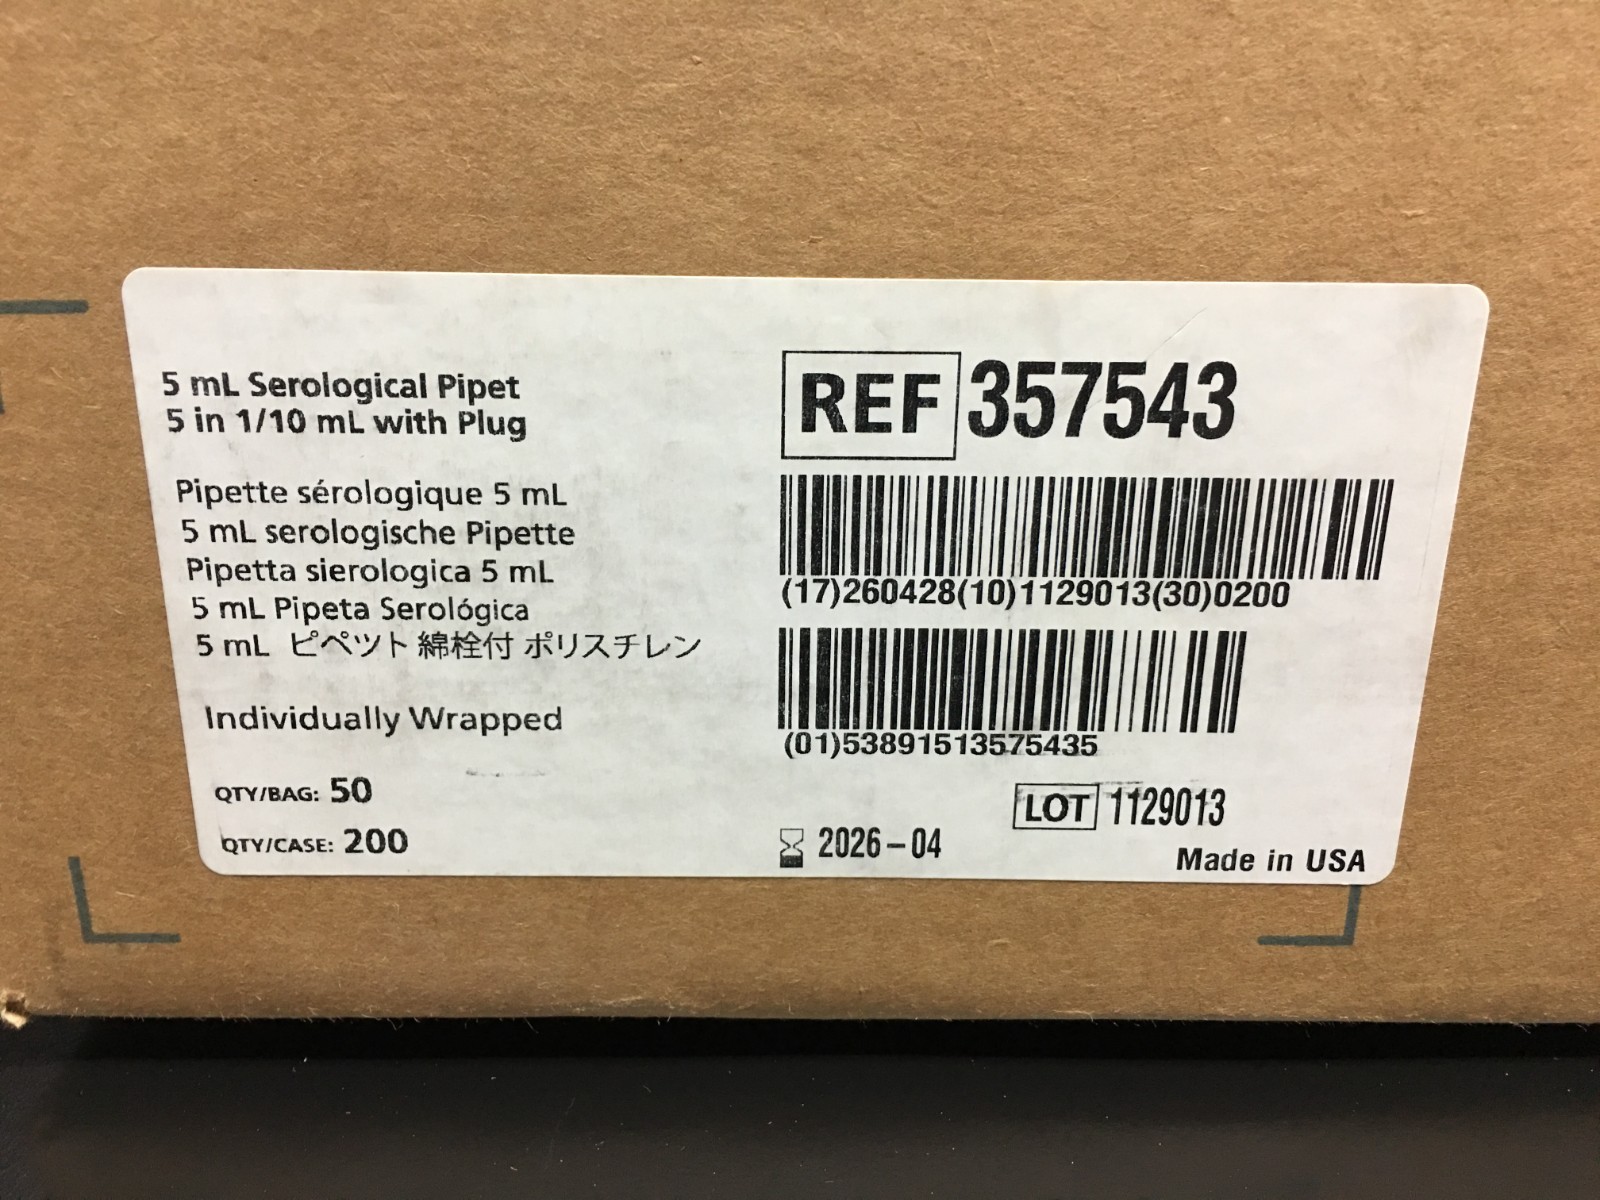 5 mL Serological Pipet
5 in 1/10 mL with Plug
Pipette sérologique 5 mL
5 mL serologische Pipette
Pipetta sierologica 5 mL
5 mL Pipeta Serológica
5 mL ピペット 綿栓付 ポリスチレン
Individually Wrapped
QTY/BAG: 50
QTY/CASE: 200
REF 357543
(17)260428(10)1129013(30)0200
(01)53891513575435
LOT 1129013
2026-04
Made in USA